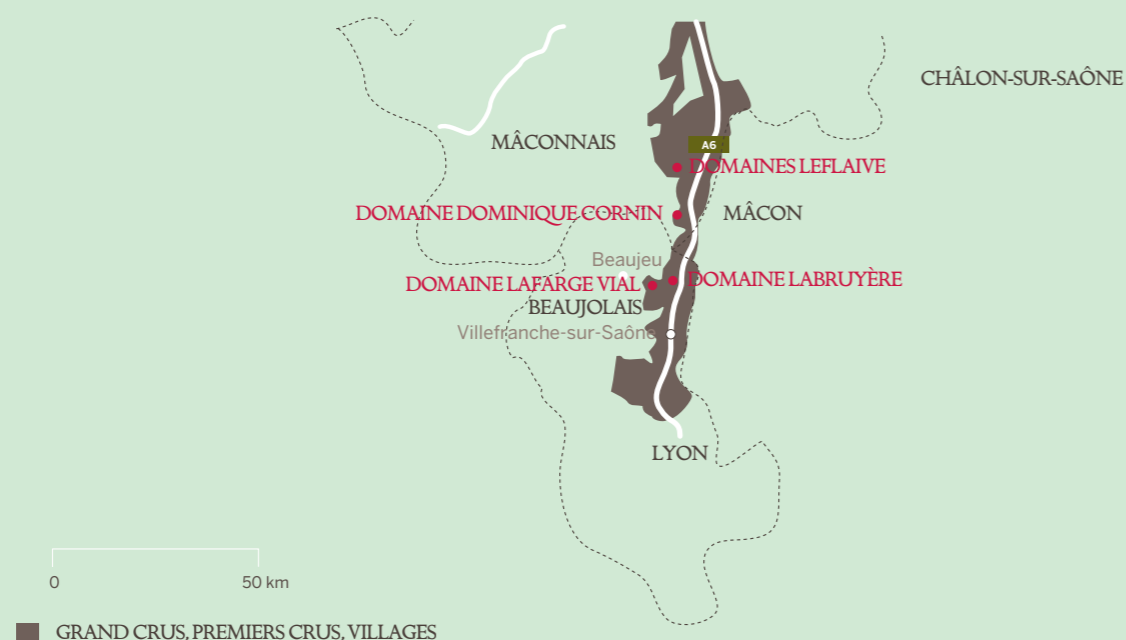 CHÂLON-SUR-SAÔNE
MÂCONNAIS
A6
DOMAINES LEFLAIVE
DOMAINE DOMINIQUE CORNIN
MÂCON
Beaujeu
DOMAINE LAFARGE VIAL
DOMAINE LABRUYÈRE
BEAUJOLAIS
Villefranche-sur-Saône
LYON
0
50 km
GRAND CRUS, PREMIERS CRUS, VILLAGES